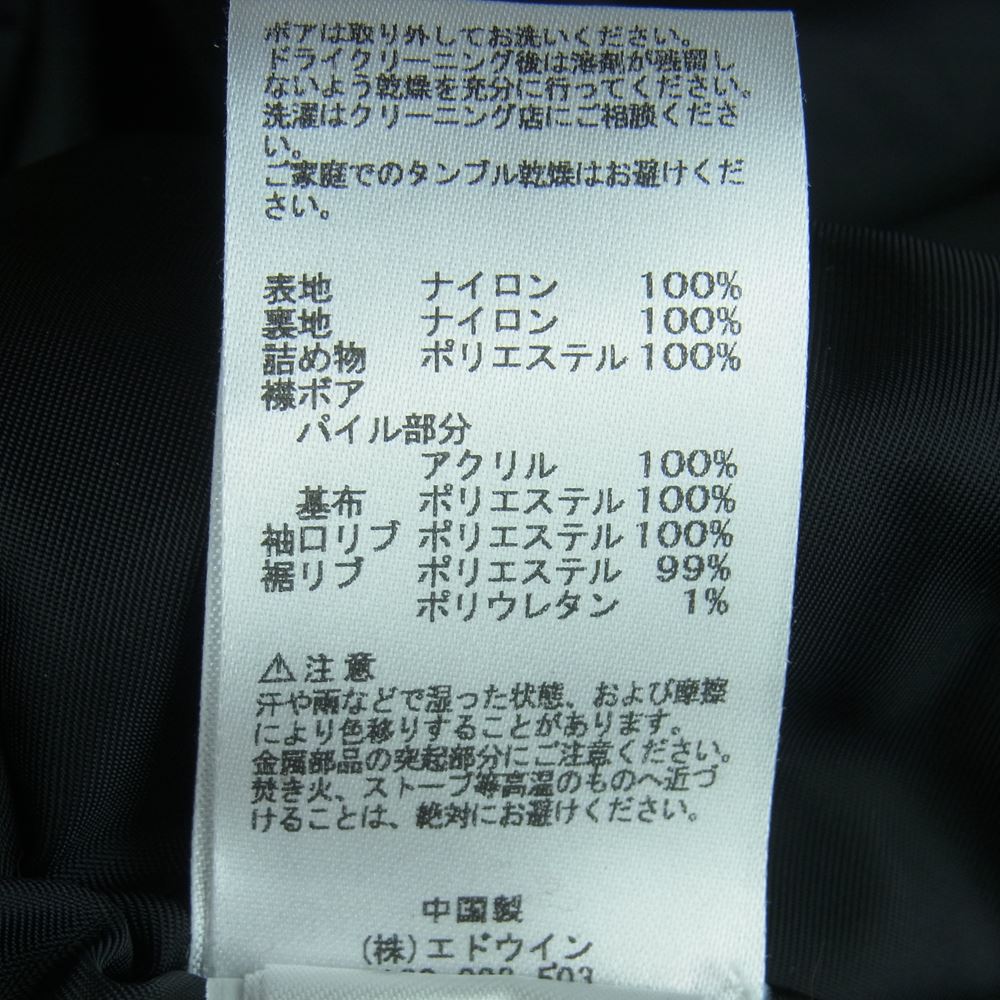 ボアは取り外してお洗いください。
ドライクリーニング後は溶剤が残留し
ないよう乾燥を充分に行ってください。
洗濯はクリーニング店にご相談くださ
い。
ご家庭でのタンブル乾燥はお避けくだ
さい。
表地 ナイロン 100%
裏地 ナイロン 100%
詰め物 ポリエステル 100%
襟ボア
パイル部分
アクリル 100%
基布 ポリエステル 100%
袖口リブ ポリエステル 100%
裾リブ ポリエステル 99%
ポリウレタン 1%
⚠注意
汗や雨などで湿った状態、および摩擦
により色移りすることがあります。
金属部品の突起部分にご注意ください。
焚き火、ストーブ等高温のものへ近づ
けることは、絶対にお避けください。
中国製
(株)エドウイン